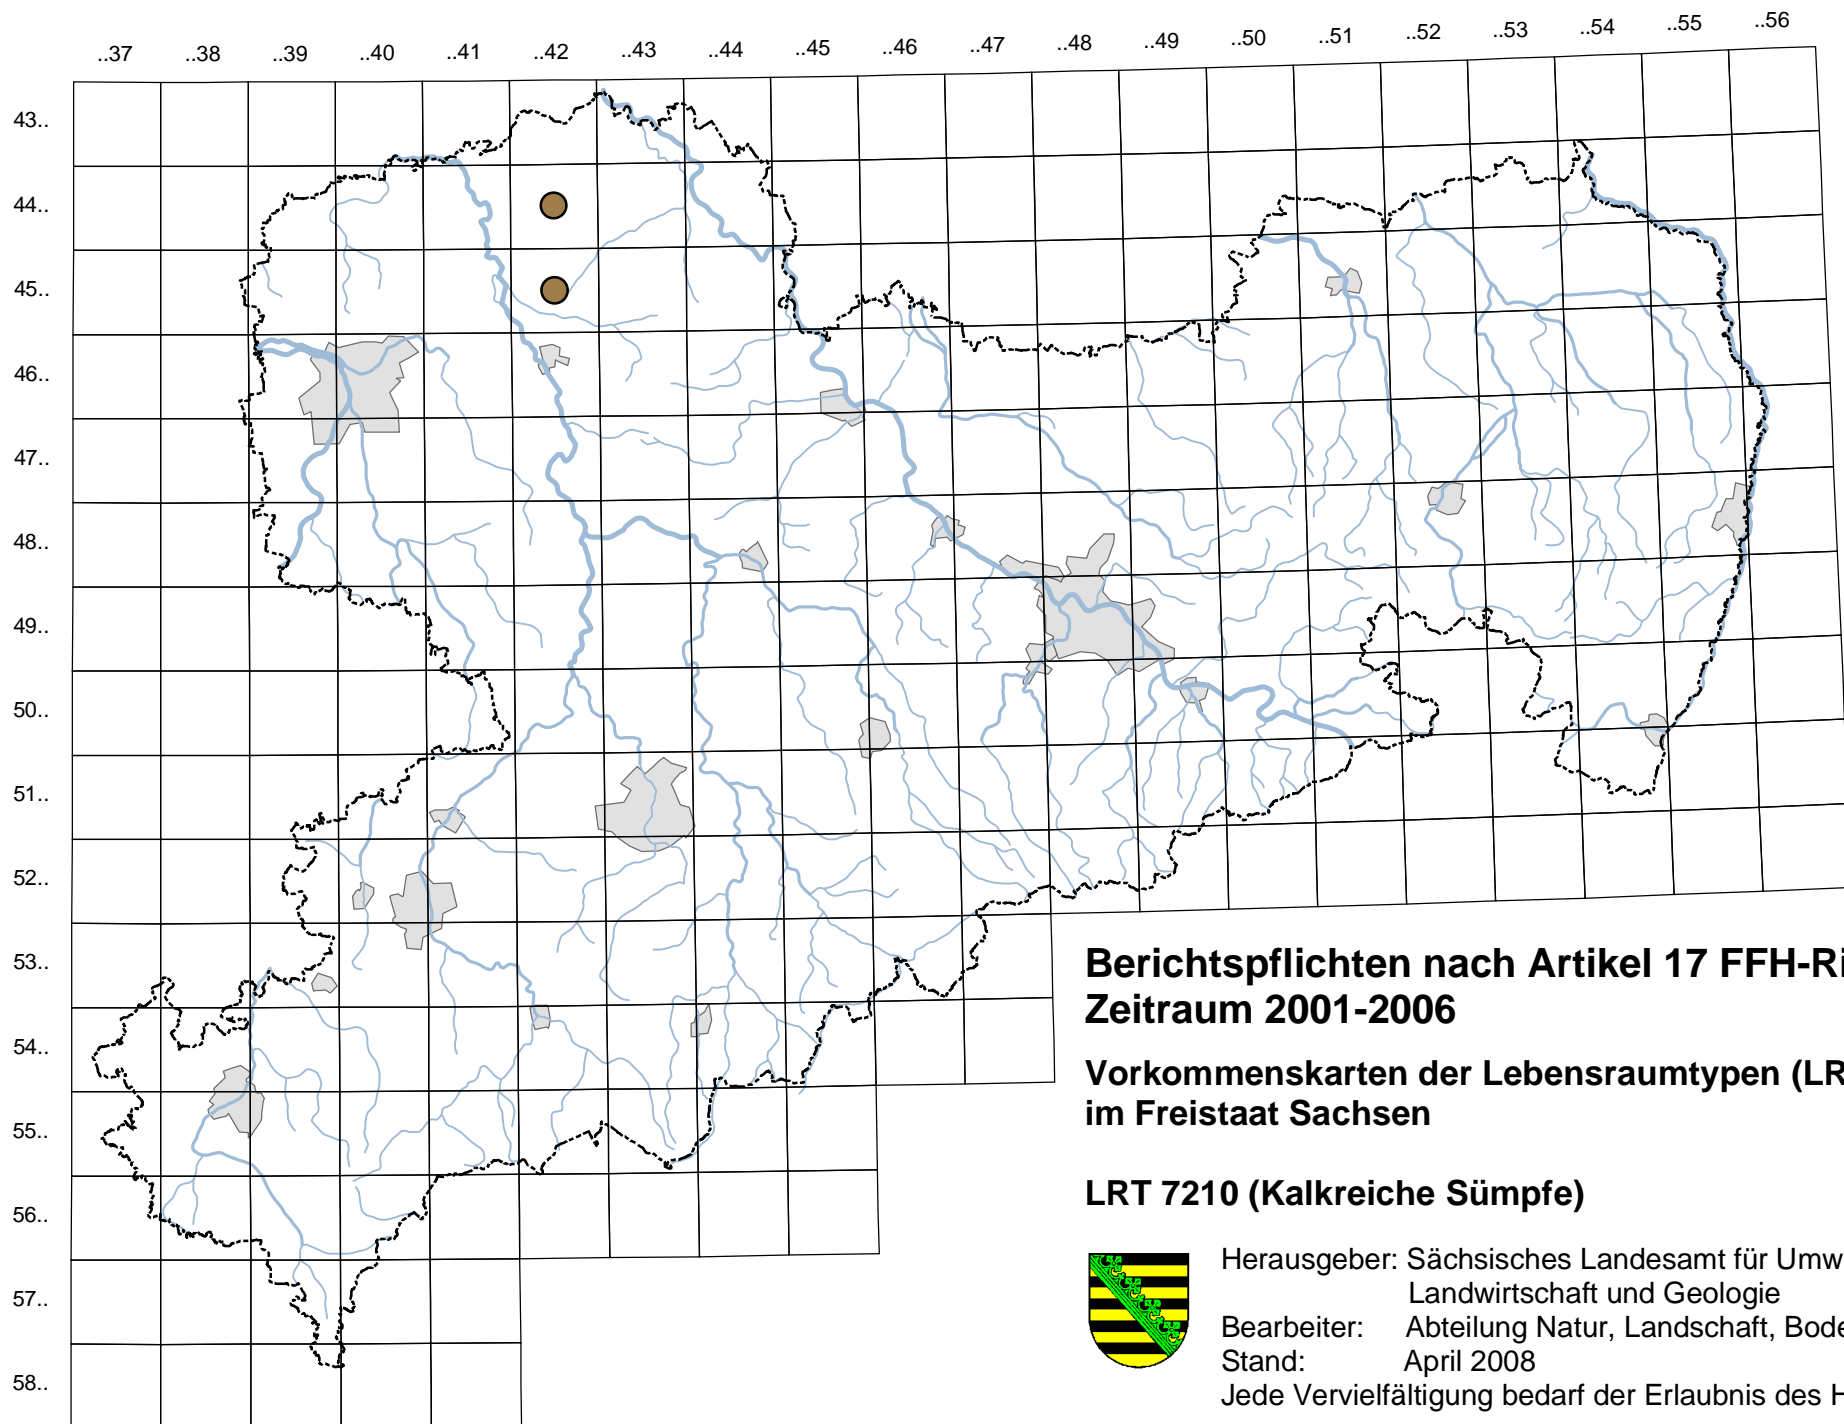 ..37 ..38 ..39 ..40 ..41 ..42 ..43 ..44 ..45 ..46 ..47 ..48 ..49 ..50 ..51 ..52 ..53 ..54 ..55 ..56
43..
44..
45..
46..
47..
48..
49..
50..
51..
52..
53..
54..
55..
56..
57..
58..
Berichtspflichten nach Artikel 17 FFH-Ri
Zeitraum 2001-2006
Vorkommenskarten der Lebensraumtypen (LR
im Freistaat Sachsen
LRT 7210 (Kalkreiche Sümpfe)
Herausgeber: Sächsisches Landesamt für Umw
Landwirtschaft und Geologie
Bearbeiter: Abteilung Natur, Landschaft, Bode
Stand: April 2008
Jede Vervielfältigung bedarf der Erlaubnis des H